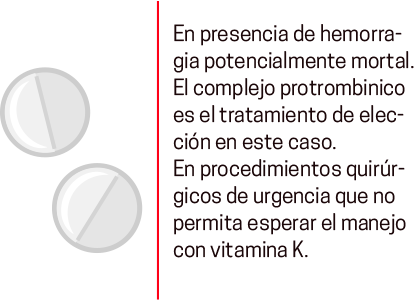 En presencia de hemorra-
gia potencialmente mortal.
El complejo protrombinico
es el tratamiento de elec-
ción en este caso.
En procedimientos quirúr-
gicos de urgencia que no
permita esperar el manejo
con vitamina K.